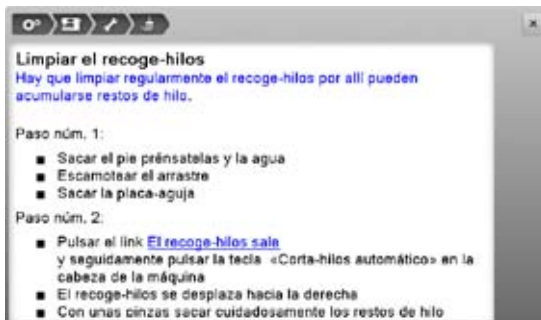 Limpiar el recoge-hilos
Hay que limpiar regularmente el recoge-hilos por allí pueden
acumularse restos de hilo.
Paso núm. 1:
■ Sacar el pie prénsatelas y la agua
■ Escamotear el arrastre
■ Sacar la placa-aguja
Paso núm. 2:
■ Pulsar el link El recoge-hilos sale
y seguidamente pulsar la tecla «Corta-hilos automático» en la
cabeza de la máquina
■ El recoge-hilos se desplaza hacia la derecha
■ Con unas pinzas sacar cuidadosamente los restos de hilo